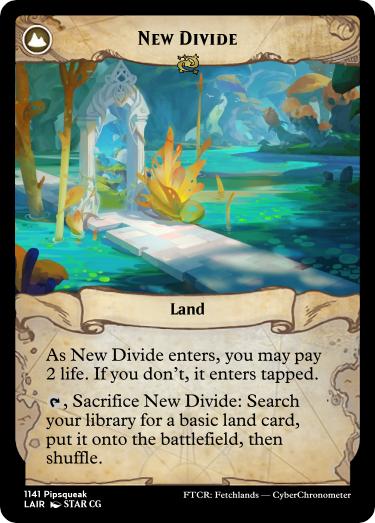 New Divide
Land
As New Divide enters, you may pay
2 life. If you don't, it enters tapped.
, Sacrifice New Divide: Search
your library for a basic land card,
put it onto the battlefield, then
shuffle.
1141 Pipsqueak
LAIR STAR CG
FTCR: Fetchlands — CyberChronometer